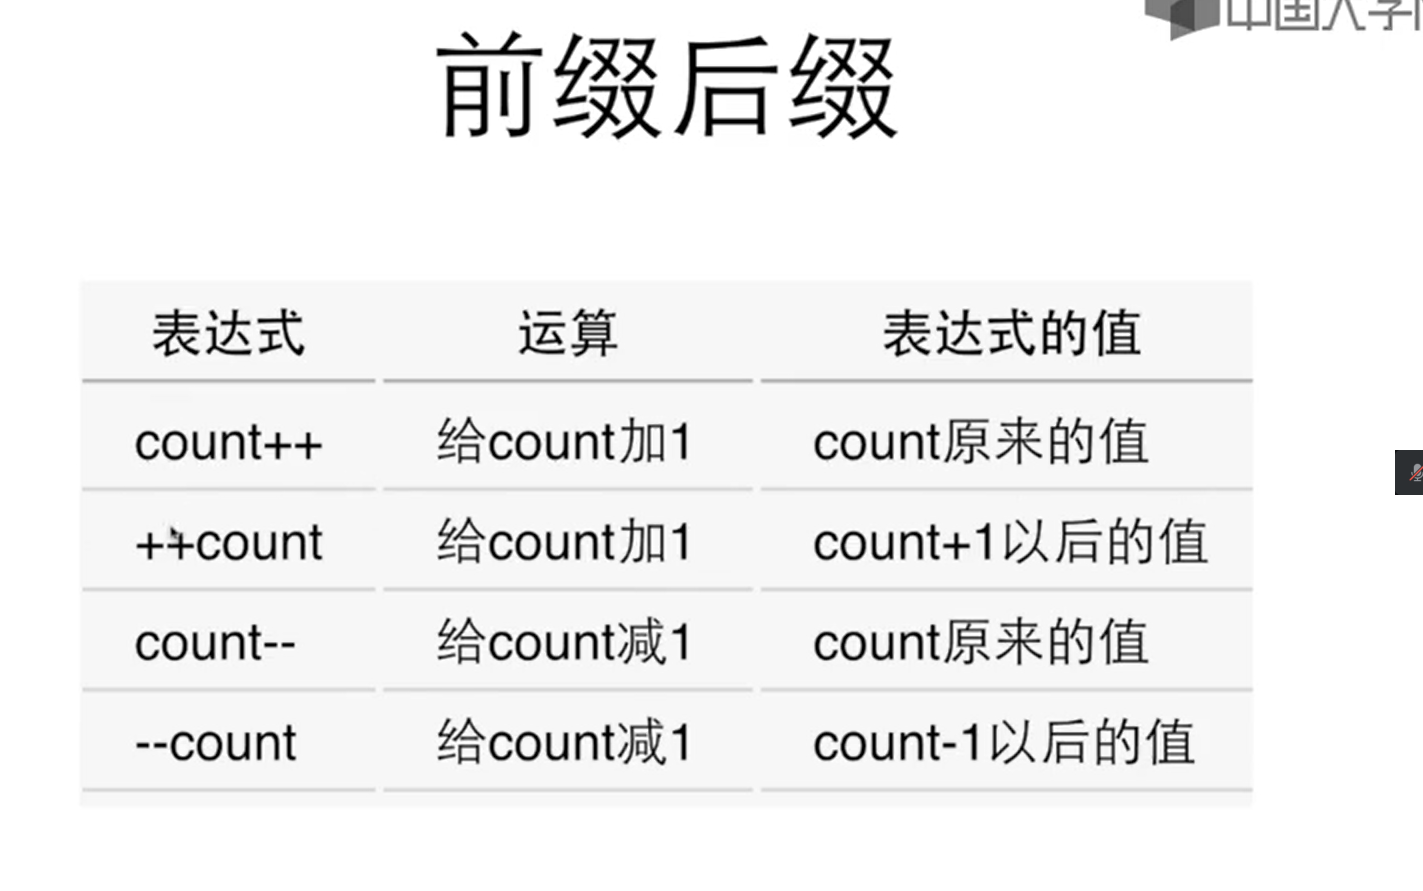 中国大学
前缀后缀
表达式 运算 表达式的值
count++ 给count加1 count原来的值
++count 给count加1 count+1以后的值
count-- 给count减1 count原来的值
--count 给count减1 count-1以后的值